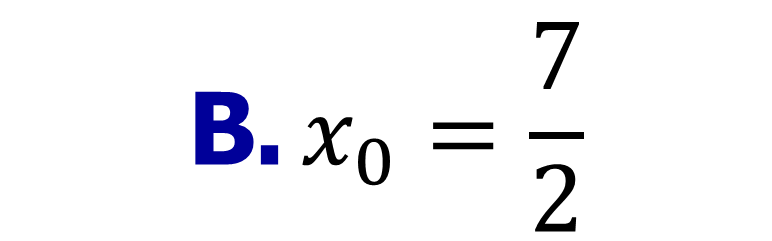 B. x₀ = 7/2